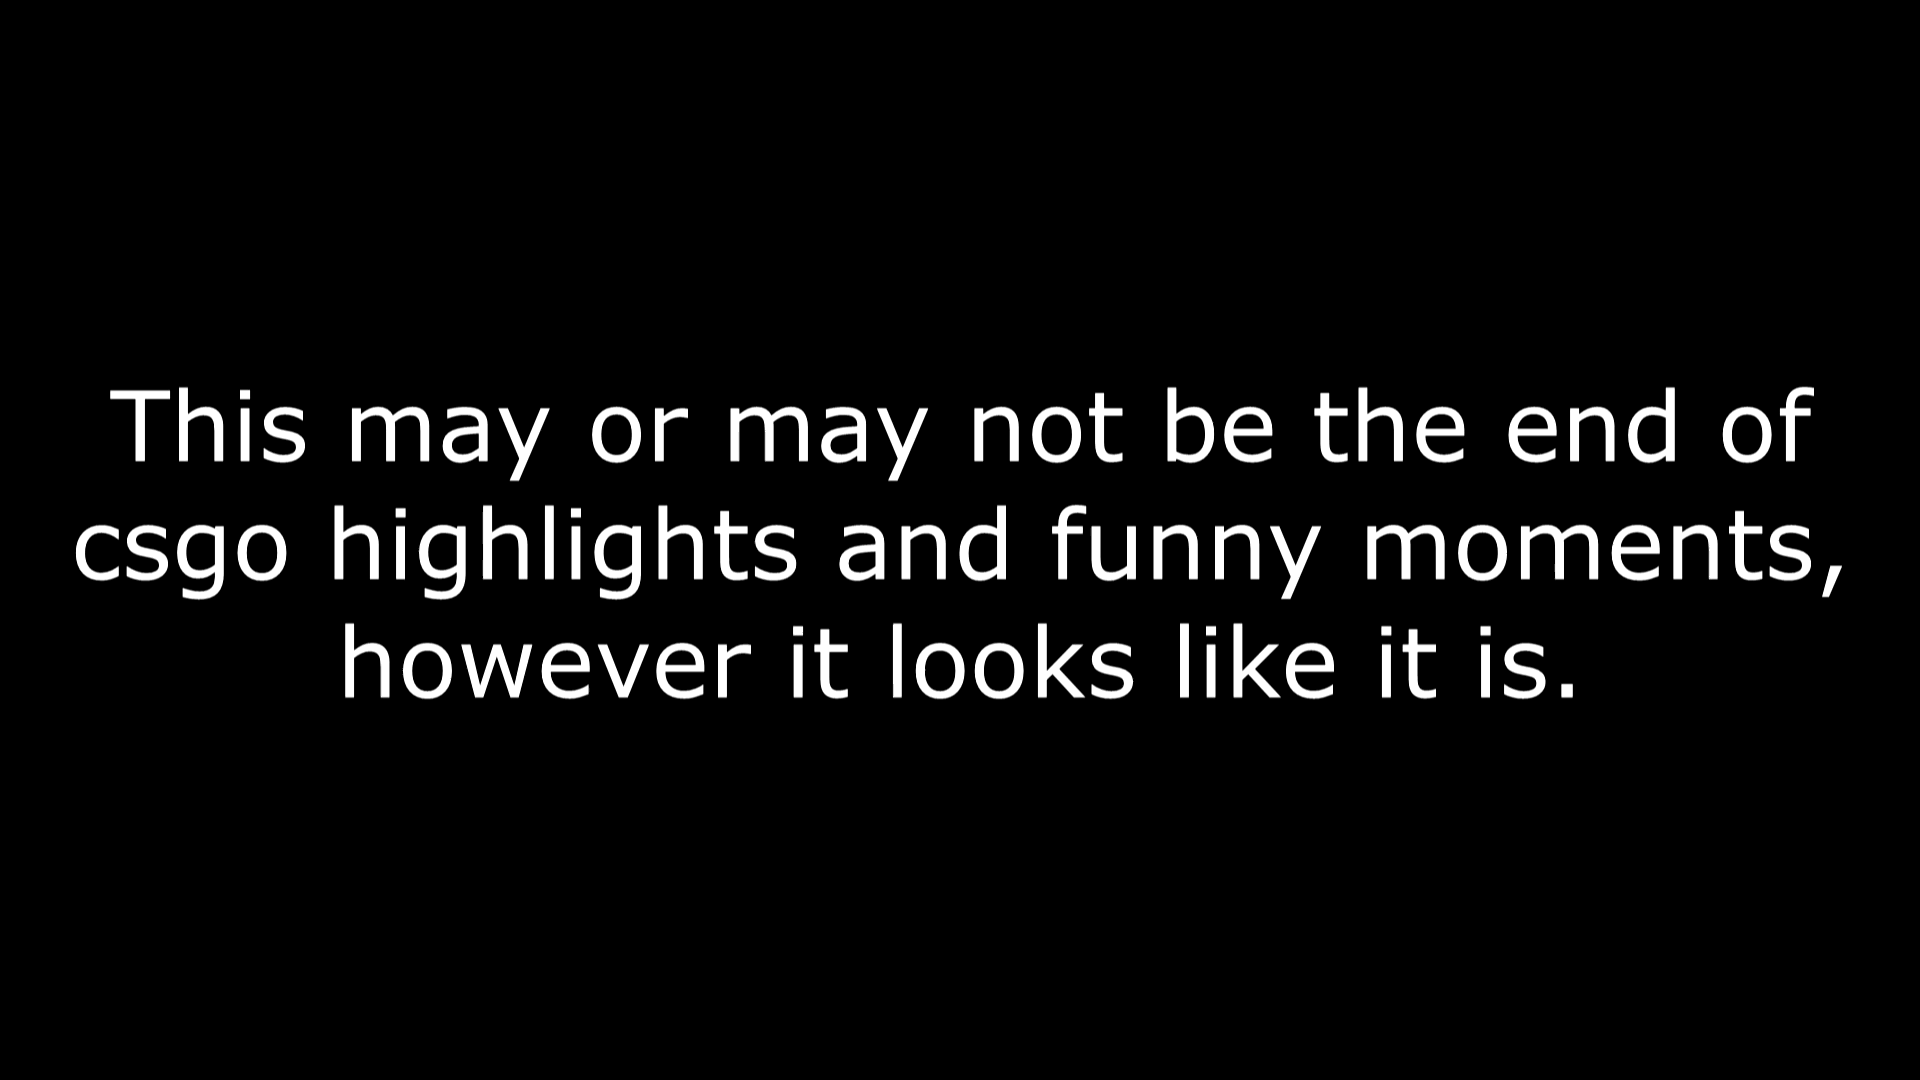 This may or may not be the end of
csgo highlights and funny moments,
however it looks like it is.